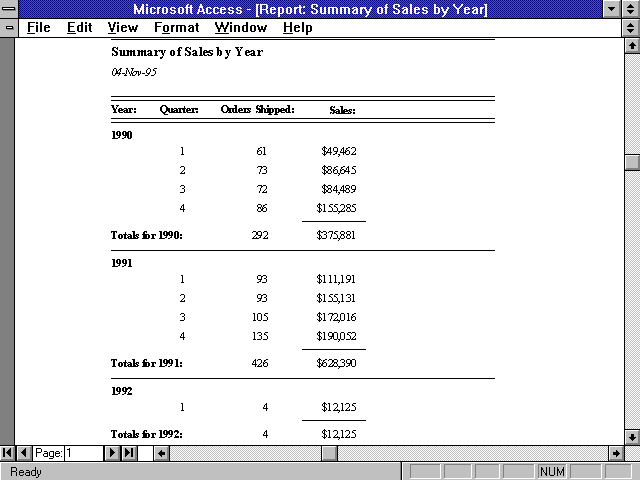 Microsoft Access - [Report: Summary of Sales by Year]
File Edit View Format Window Help
Summary of Sales by Year
04-Nov-95
Year: Quarter: Orders Shipped: Sales:
1990
1 61 $49,462
2 73 $86,645
3 72 $84,489
4 86 $155,285
Totals for 1990: 292 $375,881
1991
1 93 $111,191
2 93 $155,131
3 105 $172,016
4 135 $190,052
Totals for 1991: 426 $628,390
1992
1 4 $12,125
Totals for 1992: 4 $12,125
Page: 1
Ready NUM